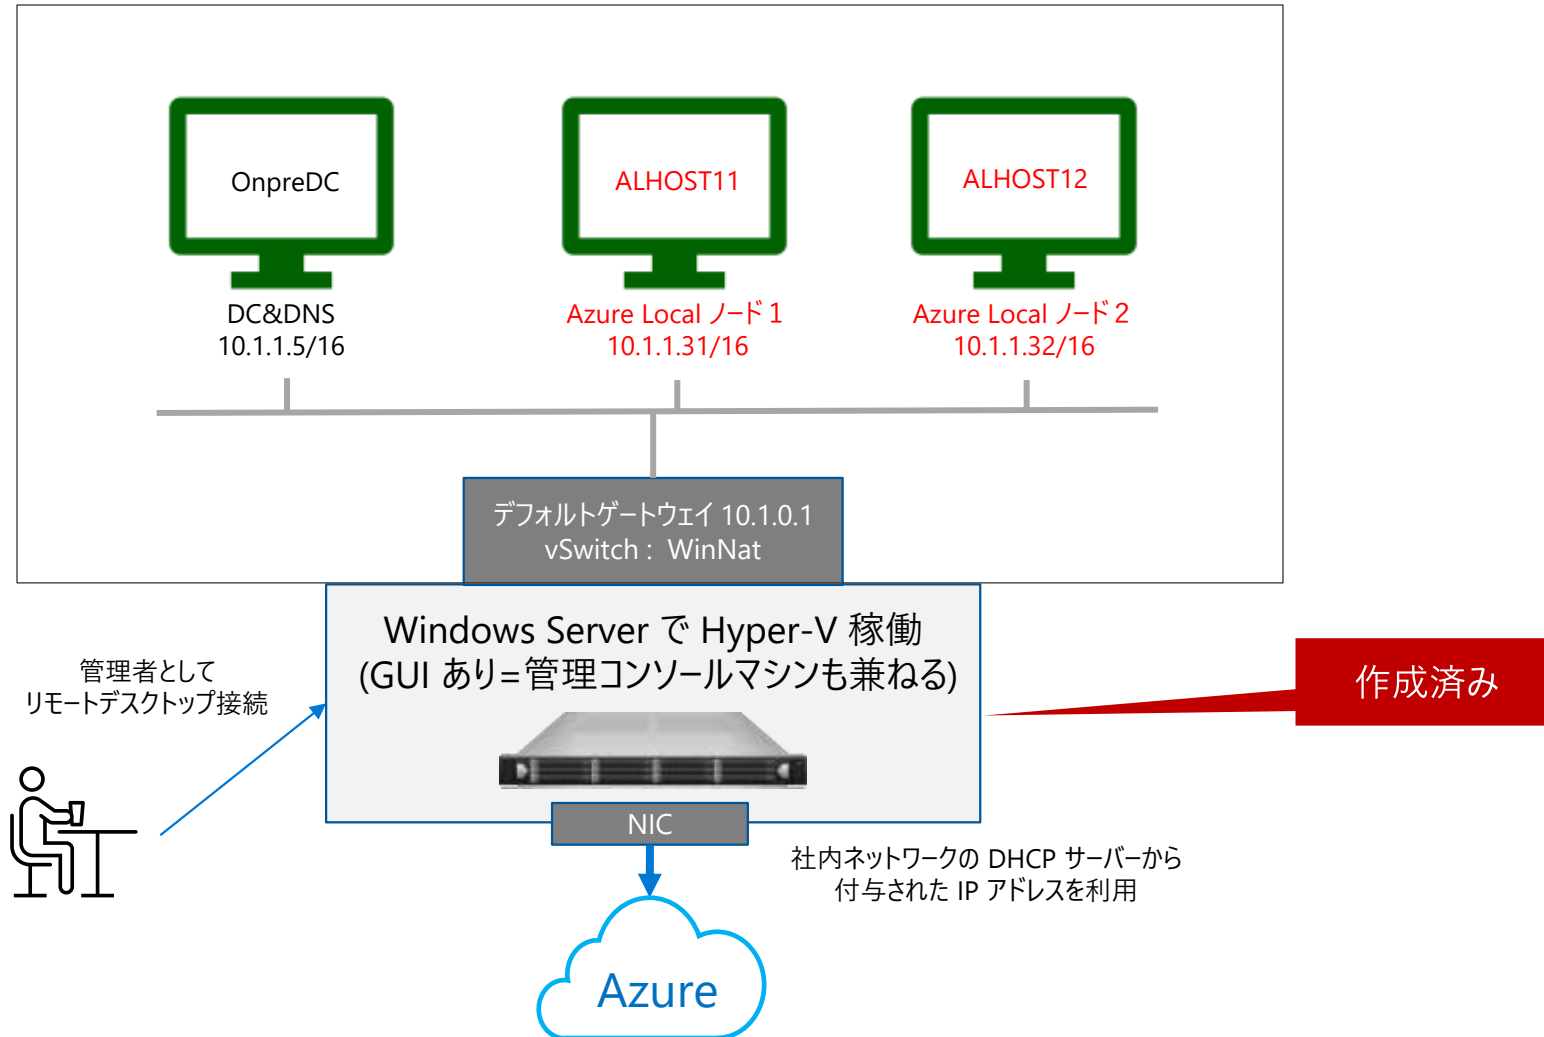 OnpreDC
ALHOST11
ALHOST12
DC&DNS
10.1.1.5/16
Azure Local ノード１
10.1.1.31/16
Azure Local ノード２
10.1.1.32/16
デフォルトゲートウェイ 10.1.0.1
vSwitch : WinNat
Windows Server で Hyper-V 稼働
(GUI あり=管理コンソールマシンも兼ねる)
管理者として
リモートデスクトップ接続
作成済み
NIC
社内ネットワークの DHCP サーバーから
付与された IP アドレスを利用
Azure